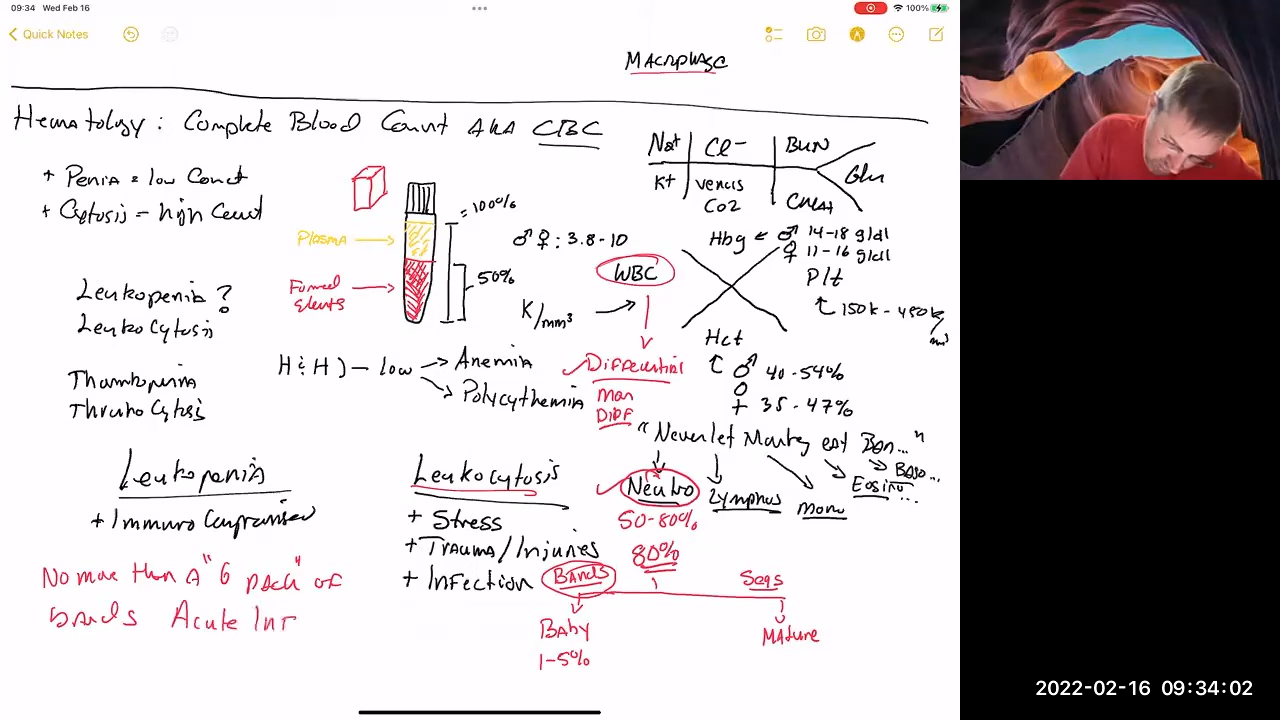 09:34 Wed Feb 16
100%
Quick Notes
Macrophage
Hematology: Complete Blood Count AKA CBC
+ Penia = low Count
+ Cytosis = high Count
Plasma
Formed
= 100%
50%
♂ ♀: 3.8-10
WBC
K/mm³
Na+ Cl- BUN
Glu
K+
CO2
Creat
Hbg ♂ 14-18 g/dl
♀ 11-16 g/dl
Plt
150k-450k/mm³
Hct
♂ 40-54%
♀ 35-47%
Leukopenia ?
Leukocytosis
H&H) - low
Anemia
Polycythemia
Differential
Man
Diff
"Never let Monkey eat Ban..."
Neutro
Lymphos
Mono
Eosino...
Baso...
50-80%
80%
Bands
Segs
Baby
1-5%
Mature
Leukopenia
+ Immuno Compromised
Leukocytosis
+ Stress
+ Trauma/Injuries
+ Infection
No more than A "6 pack" of
bands Acute Inf
2022-02-16 09:34:02